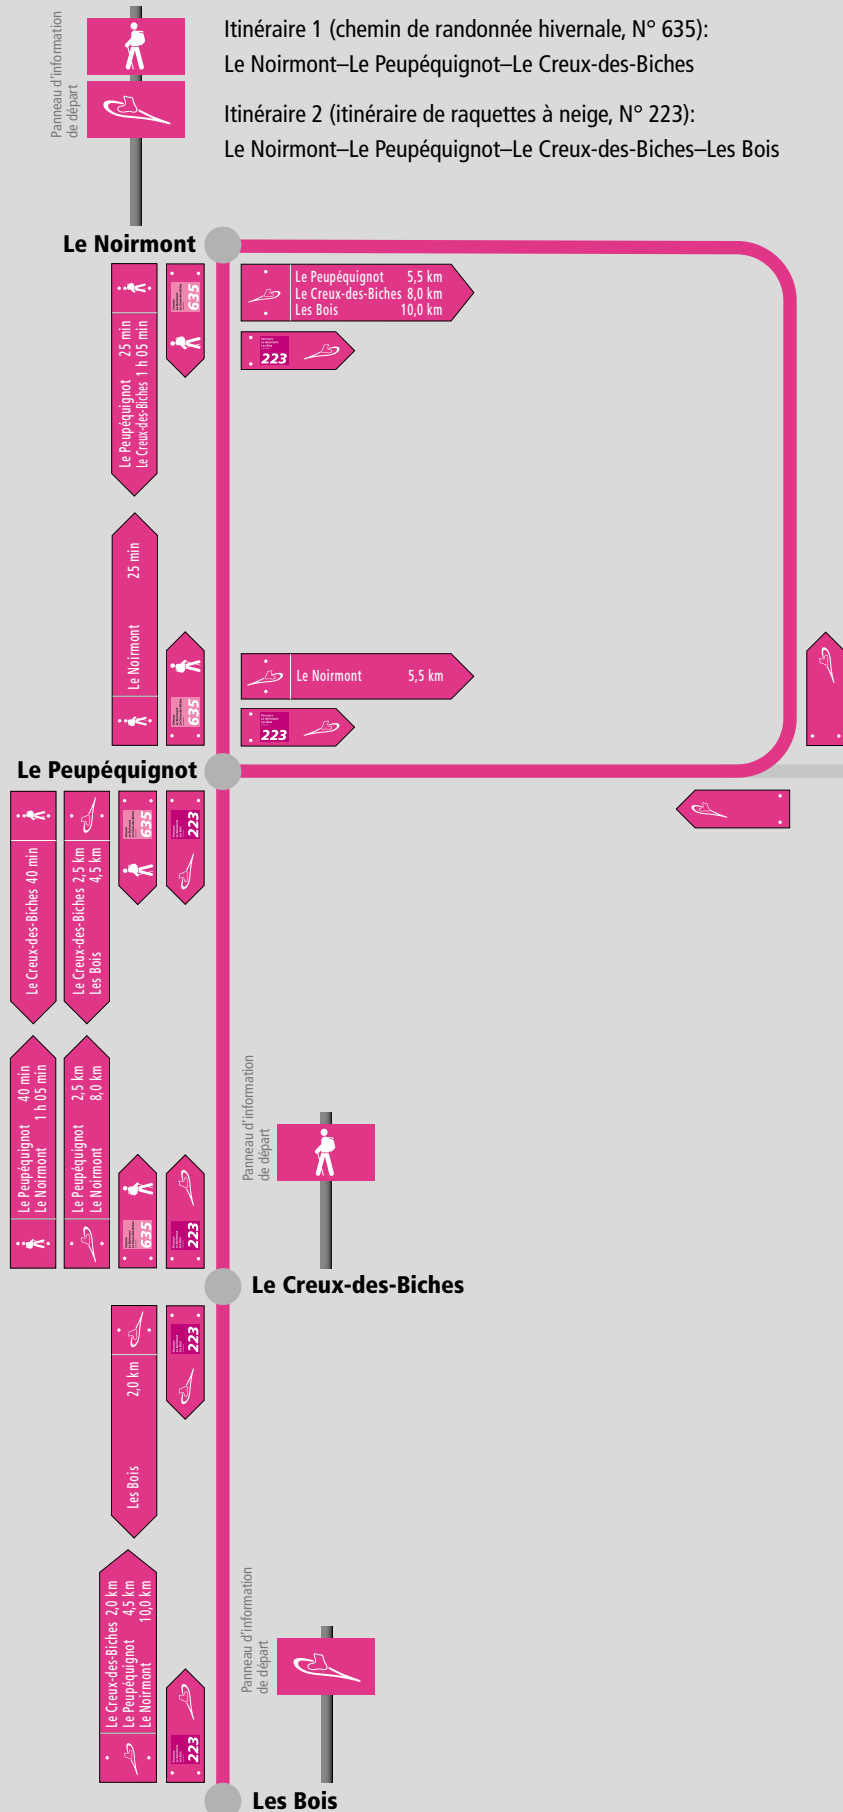 Panneau d'information
de départ
Itinéraire 1 (chemin de randonnée hivernale, N° 635):
Le Noirmont–Le Peupéquignot–Le Creux-des-Biches
Itinéraire 2 (itinéraire de raquettes à neige, N° 223):
Le Noirmont–Le Peupéquignot–Le Creux-des-Biches–Les Bois
Le Noirmont
Le Peupéquignot 25 min
Le Creux-des-Biches 1 h 05 min
635
Le Peupéquignot 5,5 km
Le Creux-des-Biches 8,0 km
Les Bois 10,0 km
223
Le Noirmont 25 min
635
Le Noirmont 5,5 km
223
Le Peupéquignot
Le Creux-des-Biches 40 min
Le Creux-des-Biches 2,5 km
Les Bois 4,5 km
635
223
Le Peupéquignot 40 min
Le Noirmont 1 h 05 min
Le Peupéquignot 2,5 km
Le Noirmont 8,0 km
635
223
Panneau d'information
de départ
Le Creux-des-Biches
Les Bois 2,0 km
223
Le Creux-des-Biches 2,0 km
Le Peupéquignot 4,5 km
Le Noirmont 10,0 km
223
Panneau d'information
de départ
Les Bois